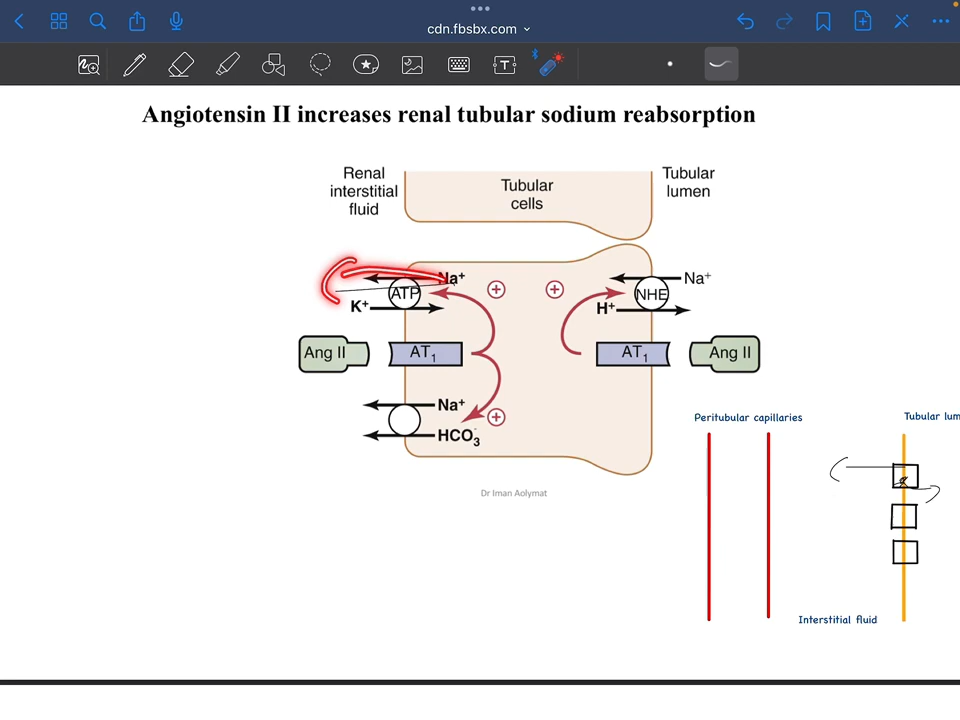 cdn.fbsbx.com
T
Angiotensin II increases renal tubular sodium reabsorption
Renal
interstitial
fluid
Tubular
cells
Tubular
lumen
Na⁺
ATP
K⁺
Na⁺
NHE
H⁺
Ang II
AT₁
AT₁
Ang II
Na⁺
HCO₃⁻
Peritubular capillaries
Tubular lum
Dr Iman Aolymat
Interstitial fluid